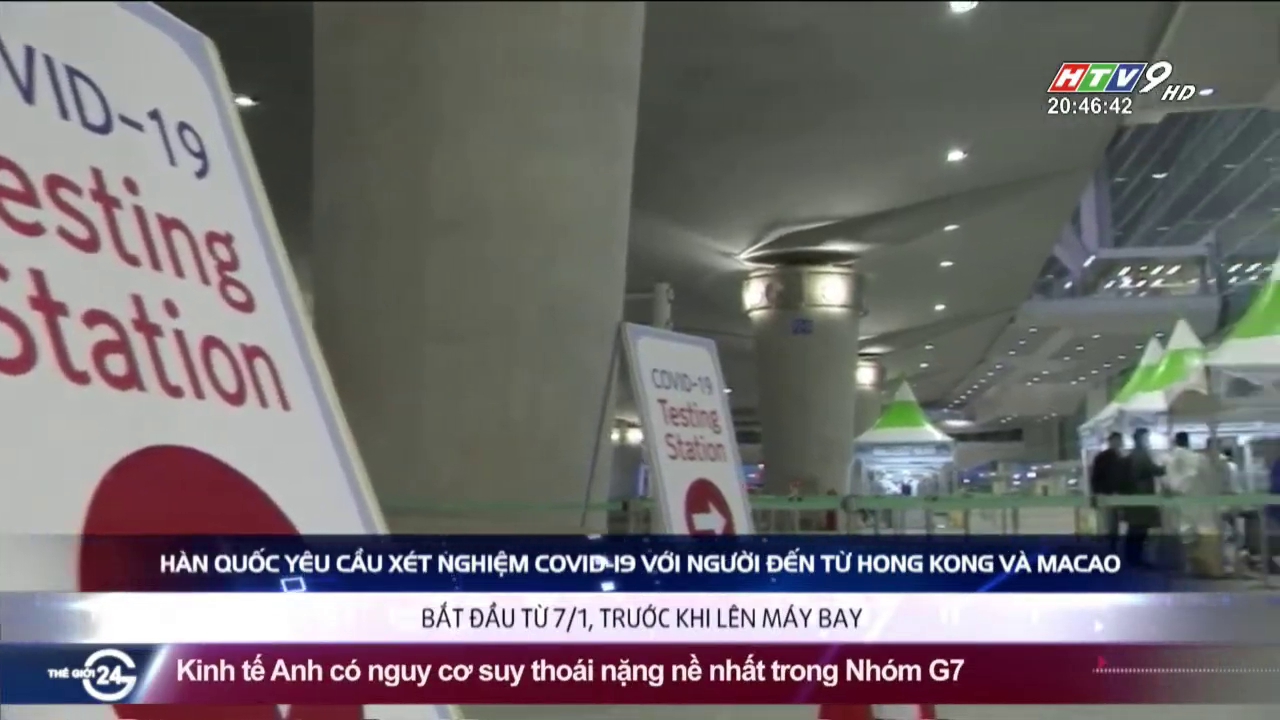 HTV9 HD
20:46:42
VID-19
esting
Station
COVID-19
Testing
Station
HÀN QUỐC YÊU CẦU XÉT NGHIỆM COVID-19 VỚI NGƯỜI ĐẾN TỪ HONG KONG VÀ MACAO
BẮT ĐẦU TỪ 7/1, TRƯỚC KHI LÊN MÁY BAY
THẾ GIỚI 24G
Kinh tế Anh có nguy cơ suy thoái nặng nề nhất trong Nhóm G7